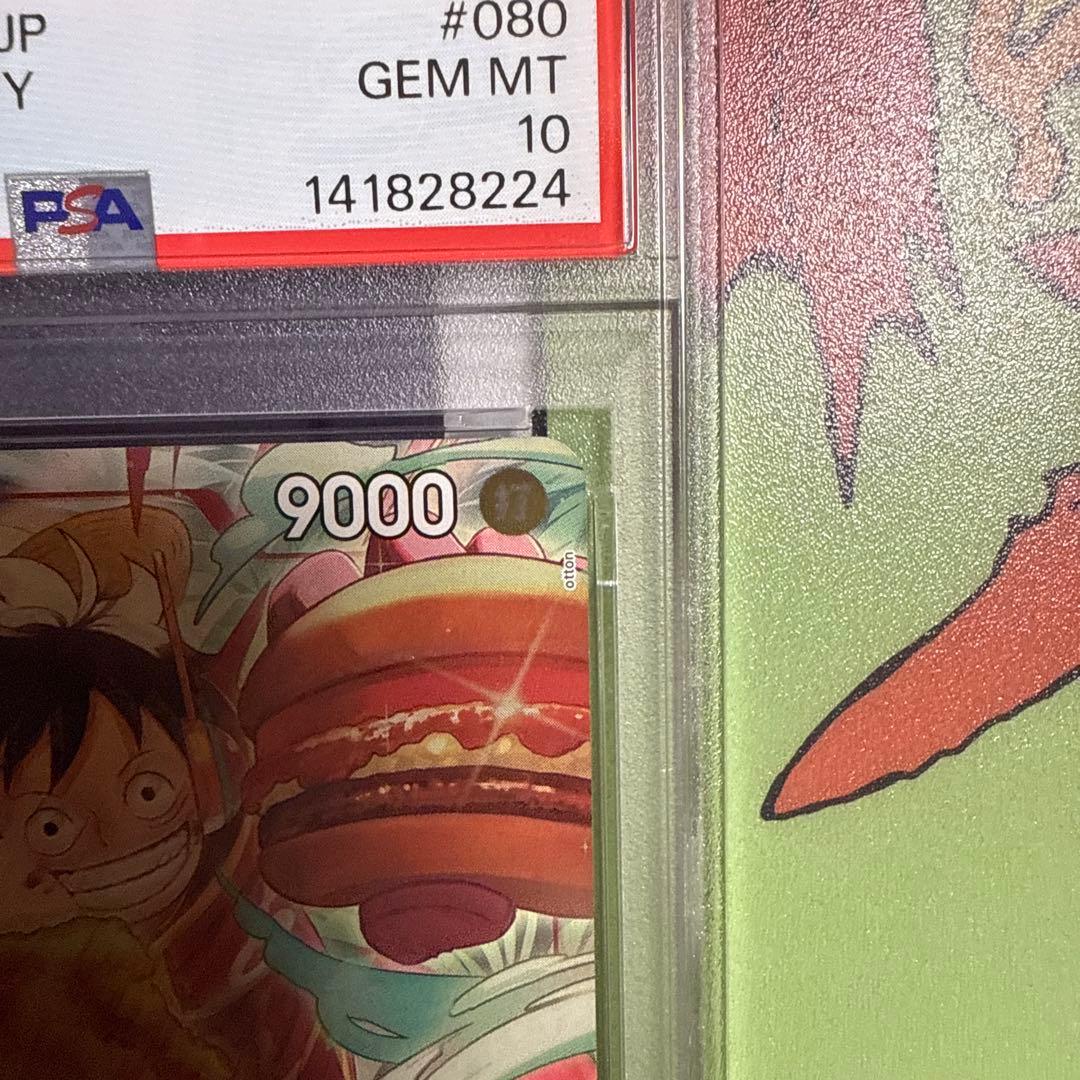 UP
#080
Y
GEM MT
10
PSA
141828224
9000
otton